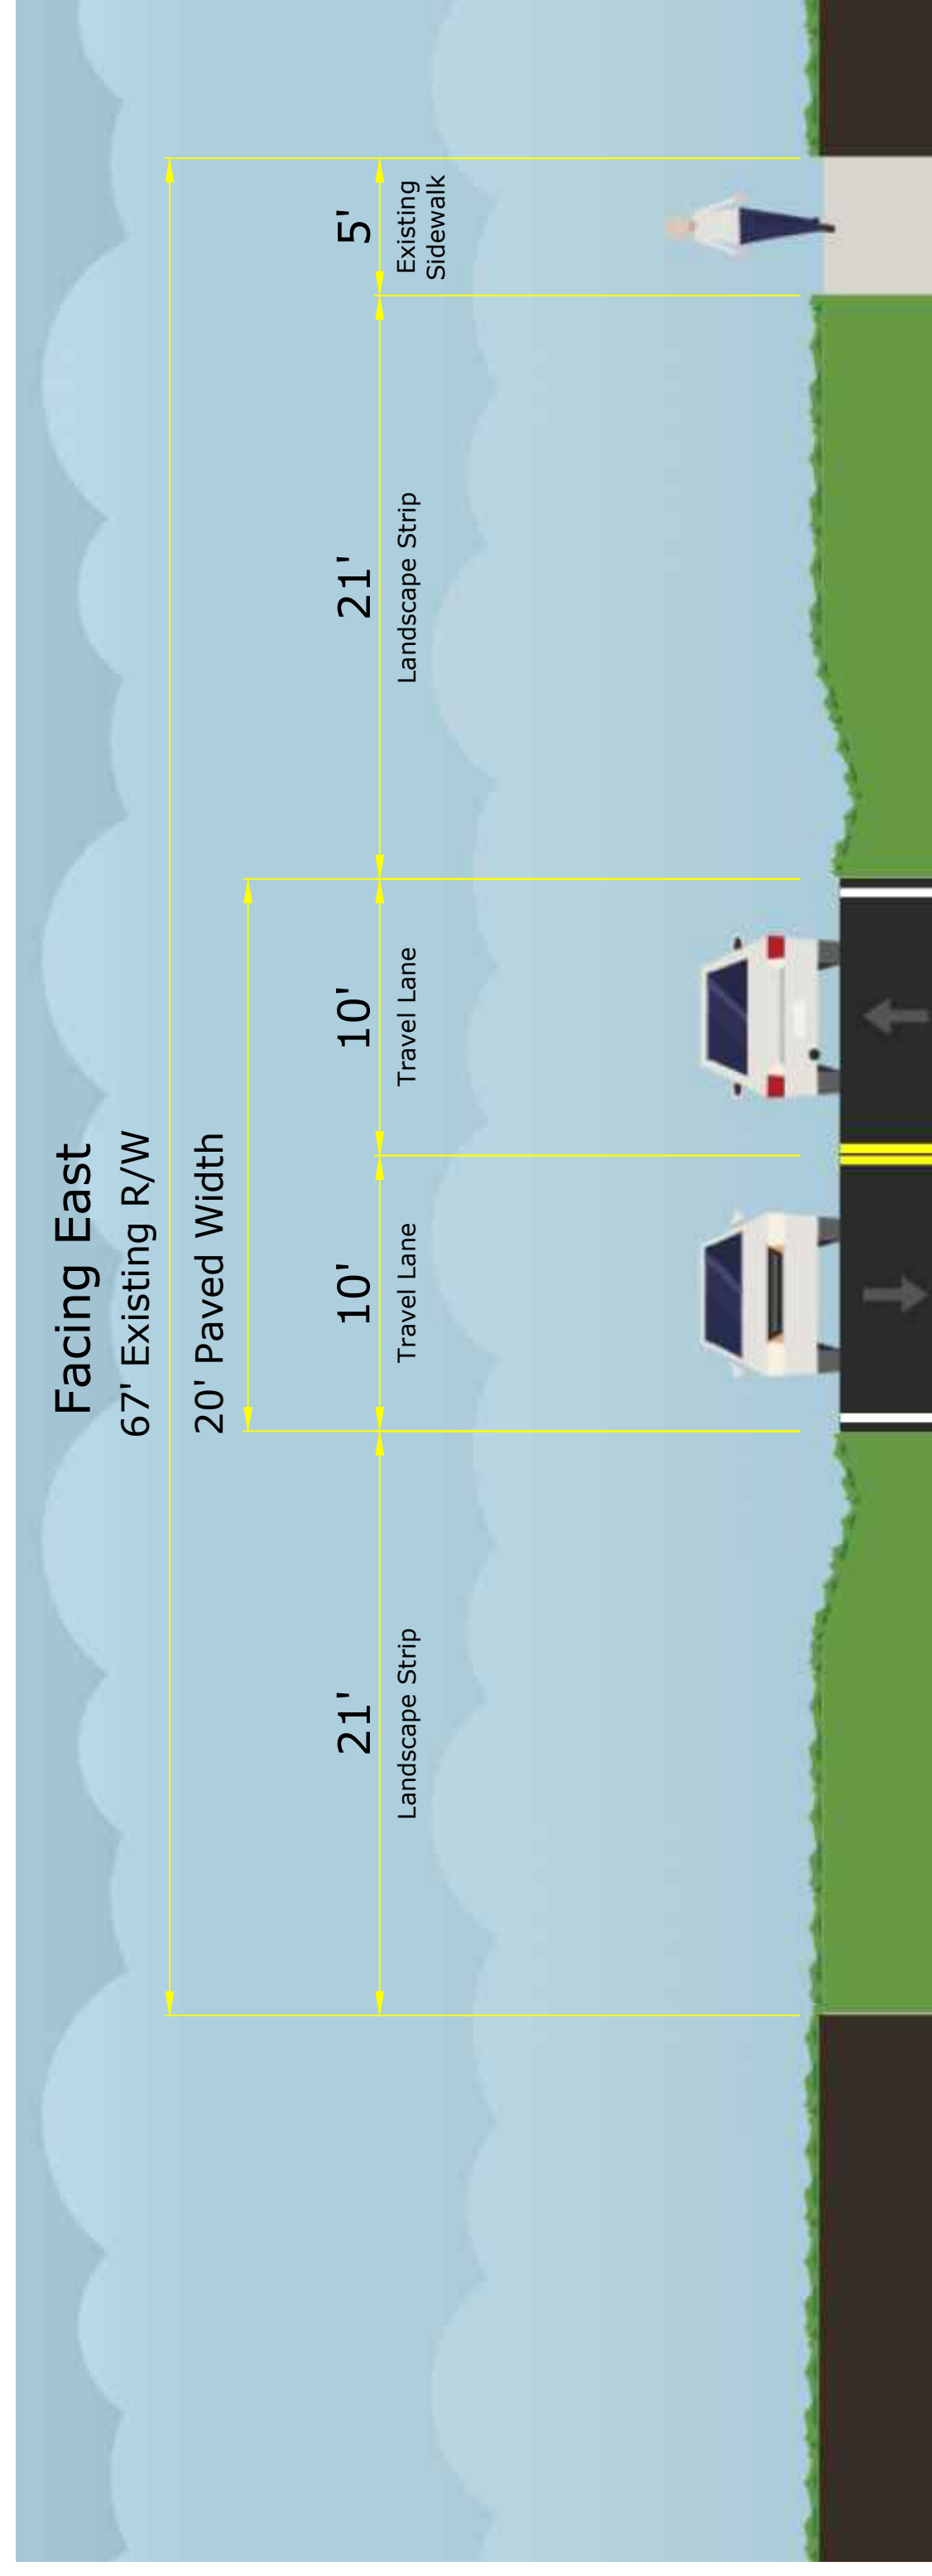 Facing East
67' Existing R/W
20' Paved Width
21'
Landscape Strip
10'
Travel Lane
10'
Travel Lane
21'
Landscape Strip
5'
Existing
Sidewalk